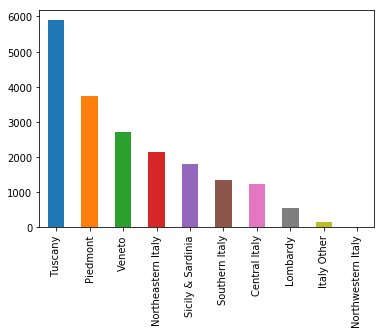 6000
5000
4000
3000
2000
1000
0
Tuscany
Piedmont
Veneto
Northeastern Italy
Sicily & Sardinia
Southern Italy
Central Italy
Lombardy
Italy Other
Northwestern Italy